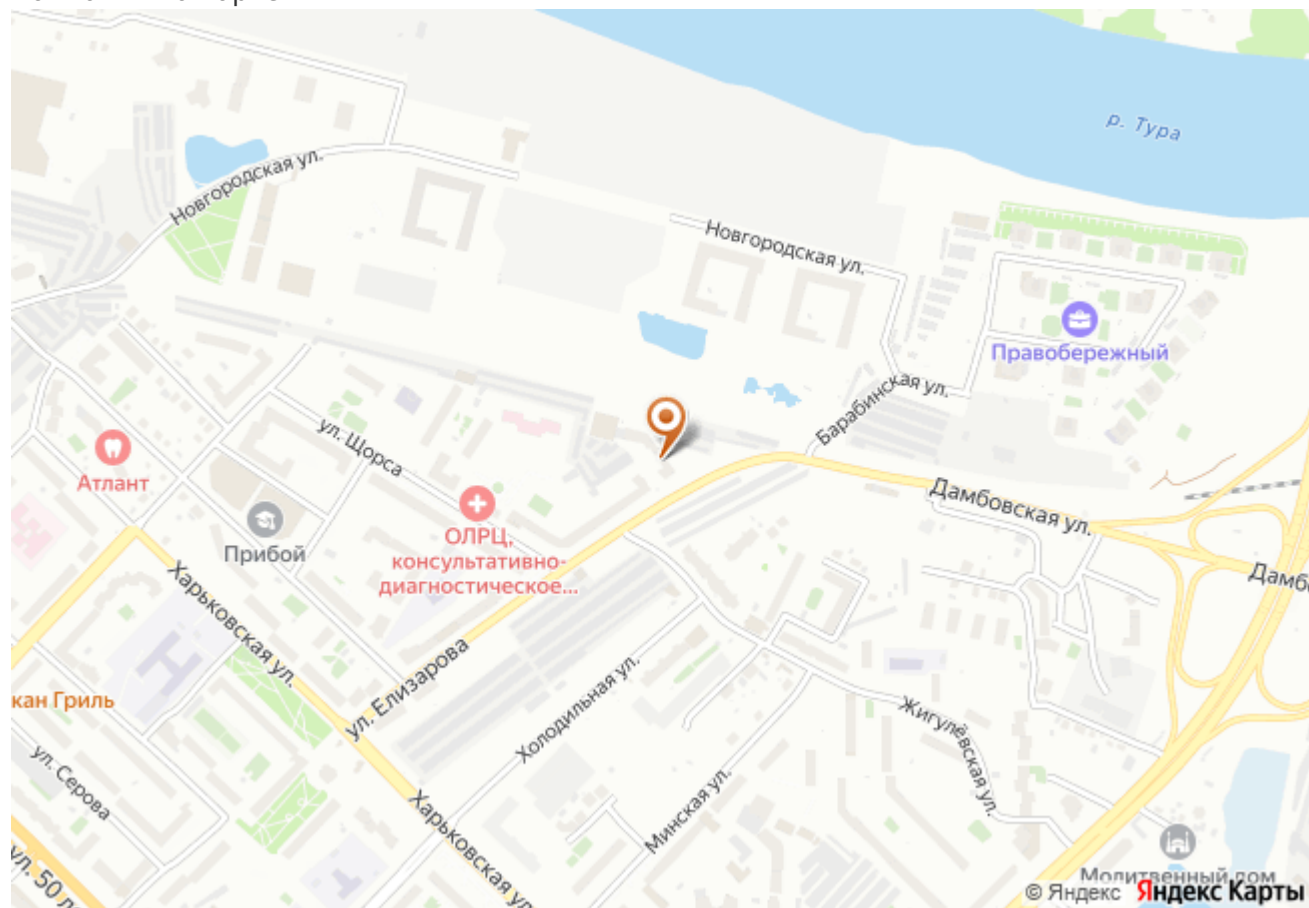 р. Тура
Новгородская ул.
Новгородская ул.
Правобережный
Барабинская ул.
ул. Щорса
Атлант
Прибой
ОЛРЦ,
консультативно-
диагностическое...
Дамбовская ул.
Дамбо
Харьковская ул.
ул. Елизарова
кан Гриль
Холодильная ул.
Жигулёвская ул.
ул. Серова
Минская ул.
Харьковская ул.
ул. 50 л
Молитвенный дом
© Яндекс Яндекс Карты